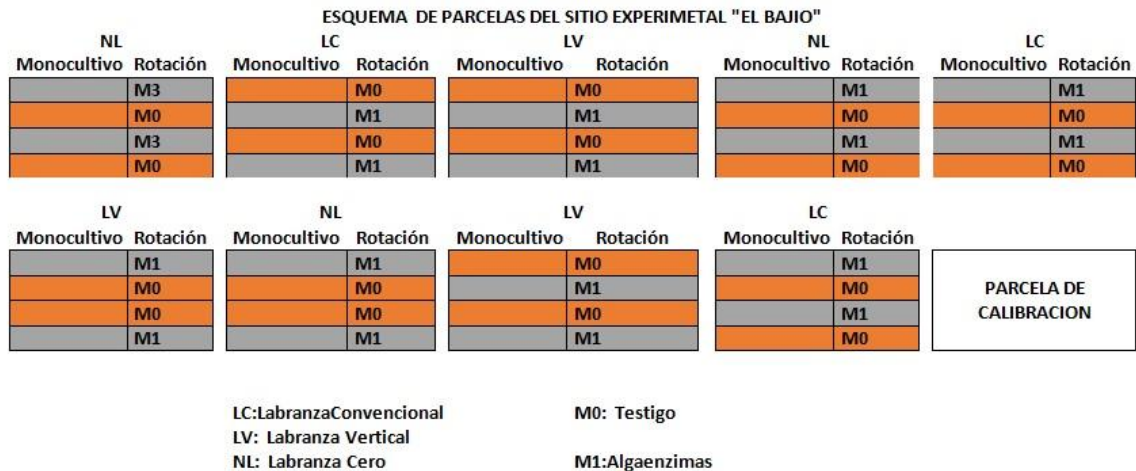 ESQUEMA DE PARCELAS DEL SITIO EXPERIMETAL "EL BAJIO"
NL LC LV NL LC
Monocultivo Rotación Monocultivo Rotación Monocultivo Rotación Monocultivo Rotación Monocultivo Rotación
M3 M0 M0 M1 M1
M0 M1 M1 M0 M0
M3 M0 M0 M1 M1
M0 M1 M1 M0 M0
LV NL LV LC
Monocultivo Rotación Monocultivo Rotación Monocultivo Rotación Monocultivo Rotación
M1 M1 M0 M1
M0 M0 M1 M0
M0 M0 M0 M1
M1 M1 M1 M0
PARCELA DE
CALIBRACION
LC:LabranzaConvencional M0: Testigo
LV: Labranza Vertical
NL: Labranza Cero M1:Algaenzimas